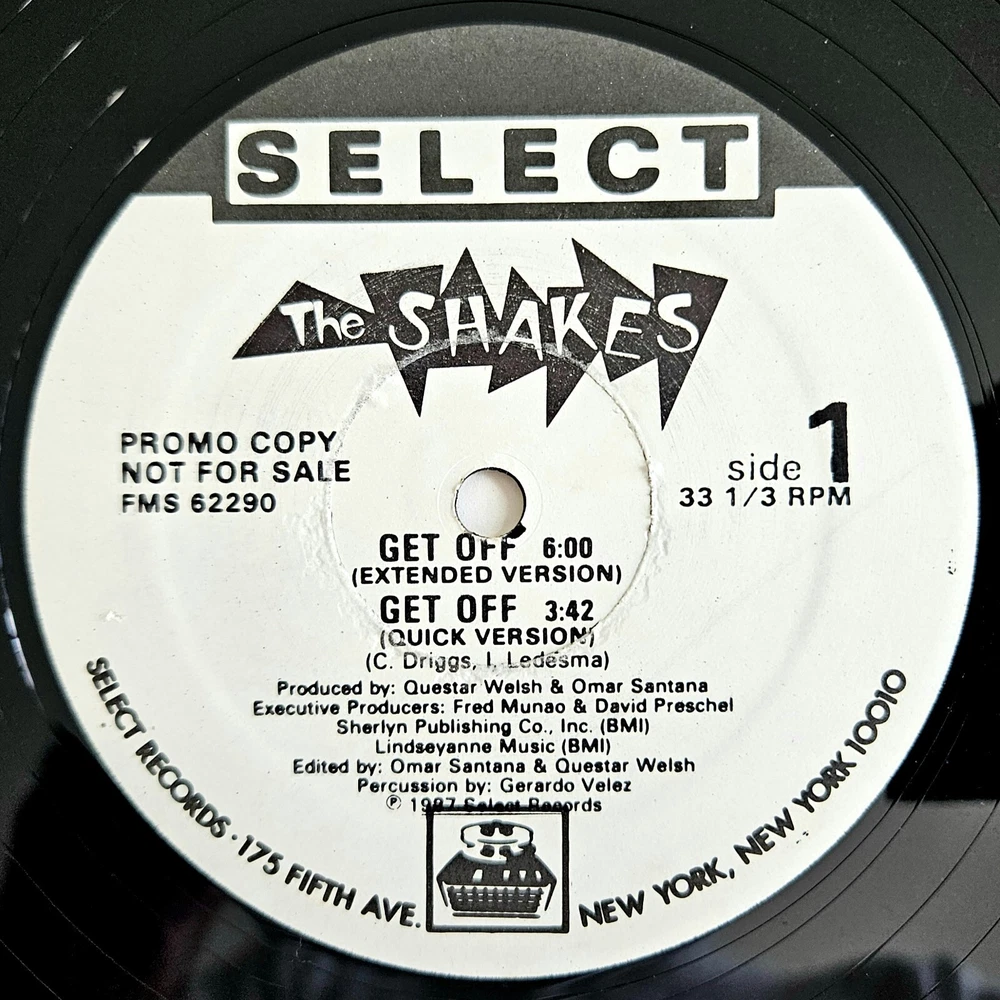 SELECT
The SHAKES
PROMO COPY
NOT FOR SALE
FMS 62290
side 1
33 1/3 RPM
GET OFF 6:00
(EXTENDED VERSION)
GET OFF 3:42
(QUICK VERSION)
(C. Driggs, I. Ledesma)
Produced by: Questar Welsh & Omar Santana
Executive Producers: Fred Munao & David Preschel
Sherlyn Publishing Co., Inc. (BMI)
Lindseyanne Music (BMI)
Edited by: Omar Santana & Questar Welsh
Percussion by: Gerardo Velez
℗ 1987 Select Records
SELECT RECORDS · 175 FIFTH AVE. NEW YORK, NEW YORK 10010